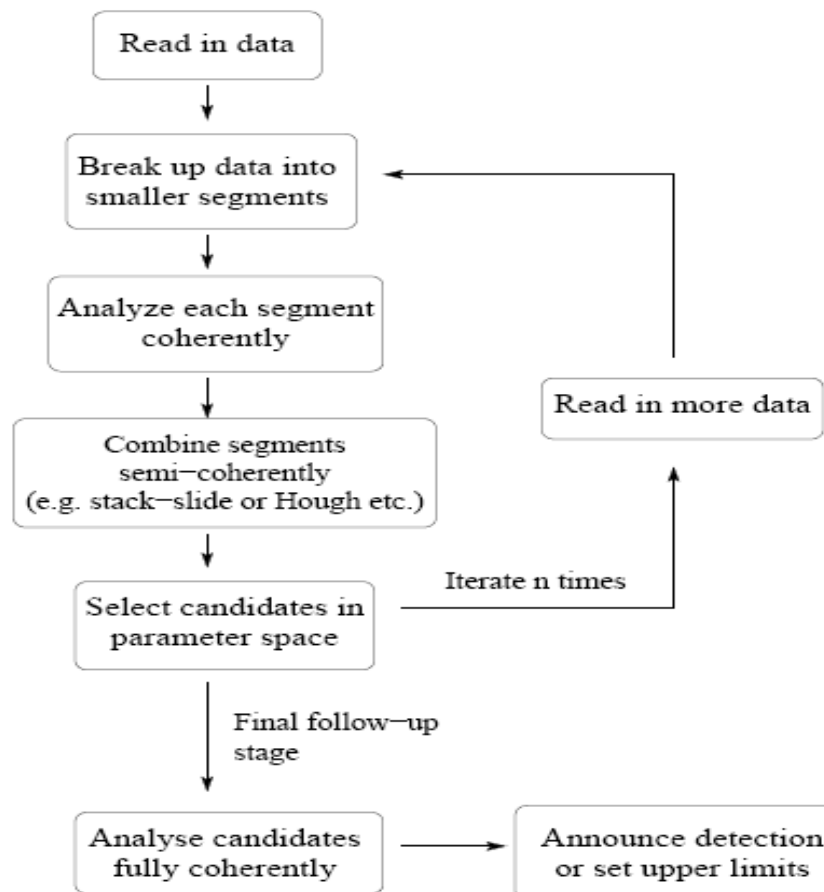 Read in data
Break up data into
smaller segments
Analyze each segment
coherently
Read in more data
Combine segments
semi−coherently
(e.g. stack−slide or Hough etc.)
Iterate n times
Select candidates in
parameter space
Final follow−up
stage
Analyse candidates
fully coherently
Announce detection
or set upper limits